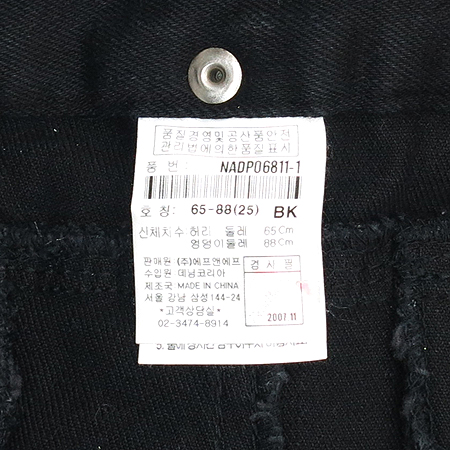 품질경영및공산품안전
관리법에의한품질표시
품 번: NADP06811-1
호 칭: 65-88(25) BK
신체치수 허리 둘레 65Cm
엉덩이둘레 88Cm
판매원 (주)에프앤에프
수입원 데님코리아
제조국 MADE IN CHINA
서울 강남 삼성144-24
*고객상담실*
02-3474-8914
검 사 필
2007.11